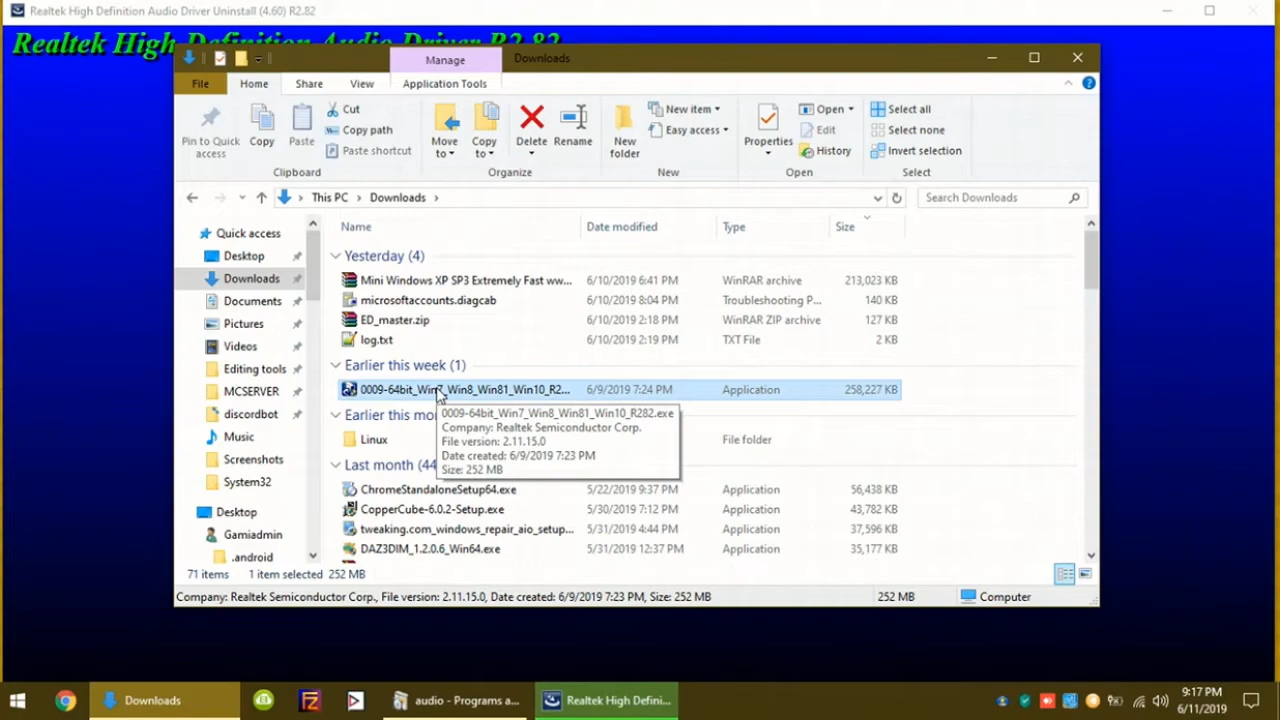 Realtek High Definition Audio Driver Uninstall (4.60) R2.82
Realtek High Definition Audio Driver R2.82
Manage
Downloads
File
Home
Share
View
Application Tools
Pin to Quick access
Copy
Paste
Cut
Copy path
Paste shortcut
Move to
Copy to
Delete
Rename
New folder
New item
Easy access
Properties
Open
Edit
History
Select all
Select none
Invert selection
Clipboard
Organize
New
Open
Select
This PC > Downloads >
Search Downloads
Name
Date modified
Type
Size
Quick access
Desktop
Downloads
Documents
Pictures
Videos
Editing tools
MCSERVER
discordbot
Music
Screenshots
System32
Desktop
Gamiadmin
.android
Yesterday (4)
Mini Windows XP SP3 Extremely Fast ww... 6/10/2019 6:41 PM WinRAR archive 213,023 KB
microsoftaccounts.diagcab 6/10/2019 8:04 PM Troubleshooting P... 140 KB
ED_master.zip 6/10/2019 2:18 PM WinRAR ZIP archive 127 KB
log.txt 6/10/2019 2:19 PM TXT File 2 KB
Earlier this week (1)
0009-64bit_Win7_Win8_Win81_Win10_R2... 6/9/2019 7:24 PM Application 258,227 KB
0009-64bit_Win7_Win8_Win81_Win10_R282.exe
Company: Realtek Semiconductor Corp.
File version: 2.11.15.0
Date created: 6/9/2019 7:23 PM
Size: 252 MB
Earlier this mo
Linux File folder
Last month (44
ChromeStandaloneSetup64.exe 5/22/2019 9:37 PM Application 56,438 KB
CopperCube-6.0.2-Setup.exe 5/30/2019 7:12 PM Application 43,782 KB
tweaking.com_windows_repair_aio_setup... 5/31/2019 4:44 PM Application 37,596 KB
DAZ3DIM_1.2.0.6_Win64.exe 5/31/2019 12:37 PM Application 35,177 KB
71 items 1 item selected 252 MB
Company: Realtek Semiconductor Corp., File version: 2.11.15.0, Date created: 6/9/2019 7:23 PM, Size: 252 MB
252 MB
Computer
Downloads
audio - Programs a...
Realtek High Defini...
9:17 PM
6/11/2019